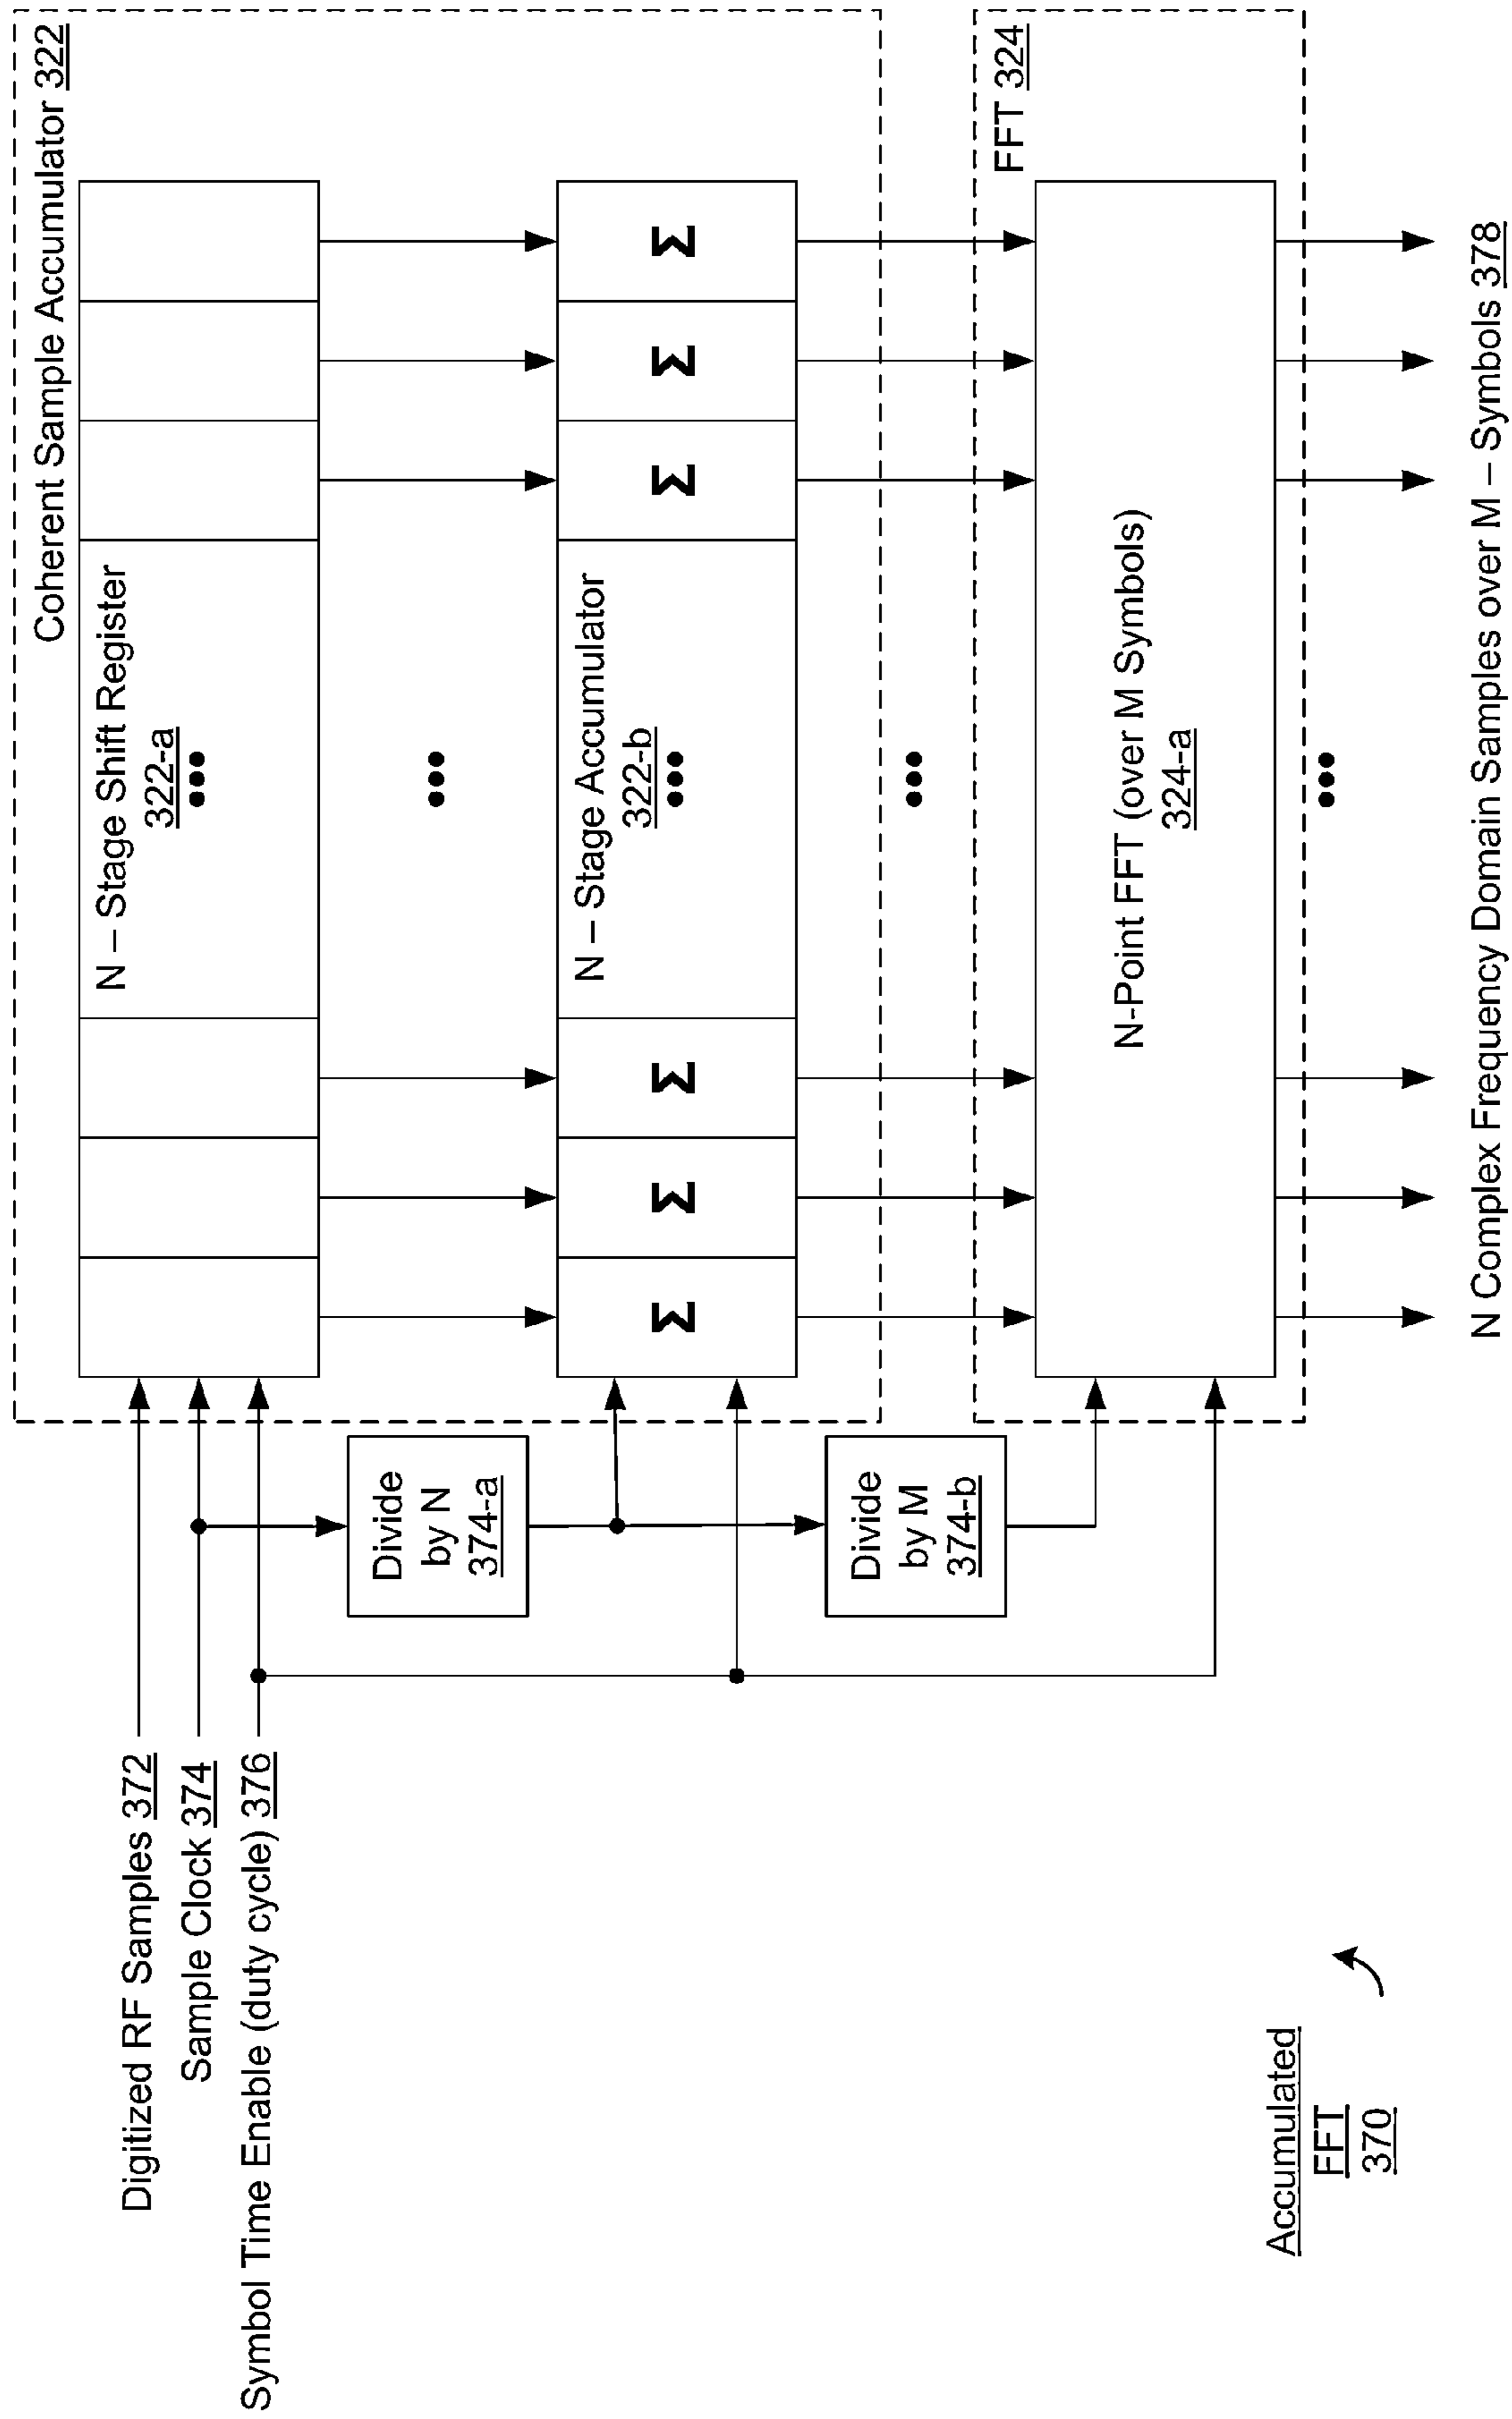 Coherent Sample Accumulator 322
N – Stage Shift Register
322-a
Digitized RF Samples 372
Sample Clock 374
Symbol Time Enable (duty cycle) 376
Divide
by N
374-a
N – Stage Accumulator
322-b
Σ Σ Σ Σ Σ Σ
Divide
by M
374-b
FFT 324
N-Point FFT (over M Symbols)
324-a
N Complex Frequency Domain Samples over M – Symbols 378
Accumulated
FFT
370